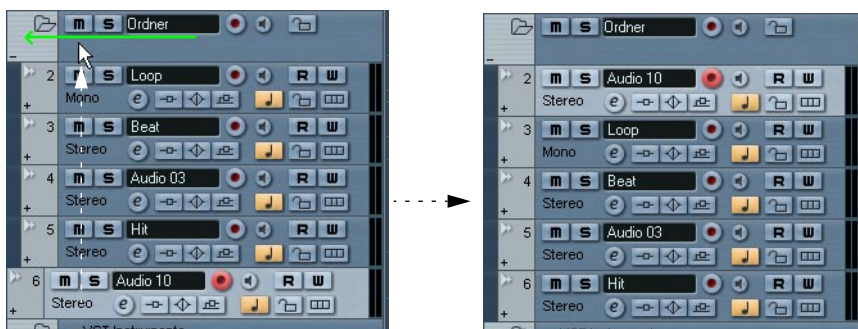 m S Ordner
2 m S Loop R W
Mono e
3 m S Beat R W
Stereo e
4 m S Audio 03 R W
Stereo e
5 m S Hit R W
Stereo e
6 m S Audio 10 R W
Stereo e
m S Ordner
2 m S Audio 10 R W
Stereo e
3 m S Loop R W
Mono e
4 m S Beat R W
Stereo e
5 m S Audio 03 R W
Stereo e
6 m S Hit R W
Stereo e